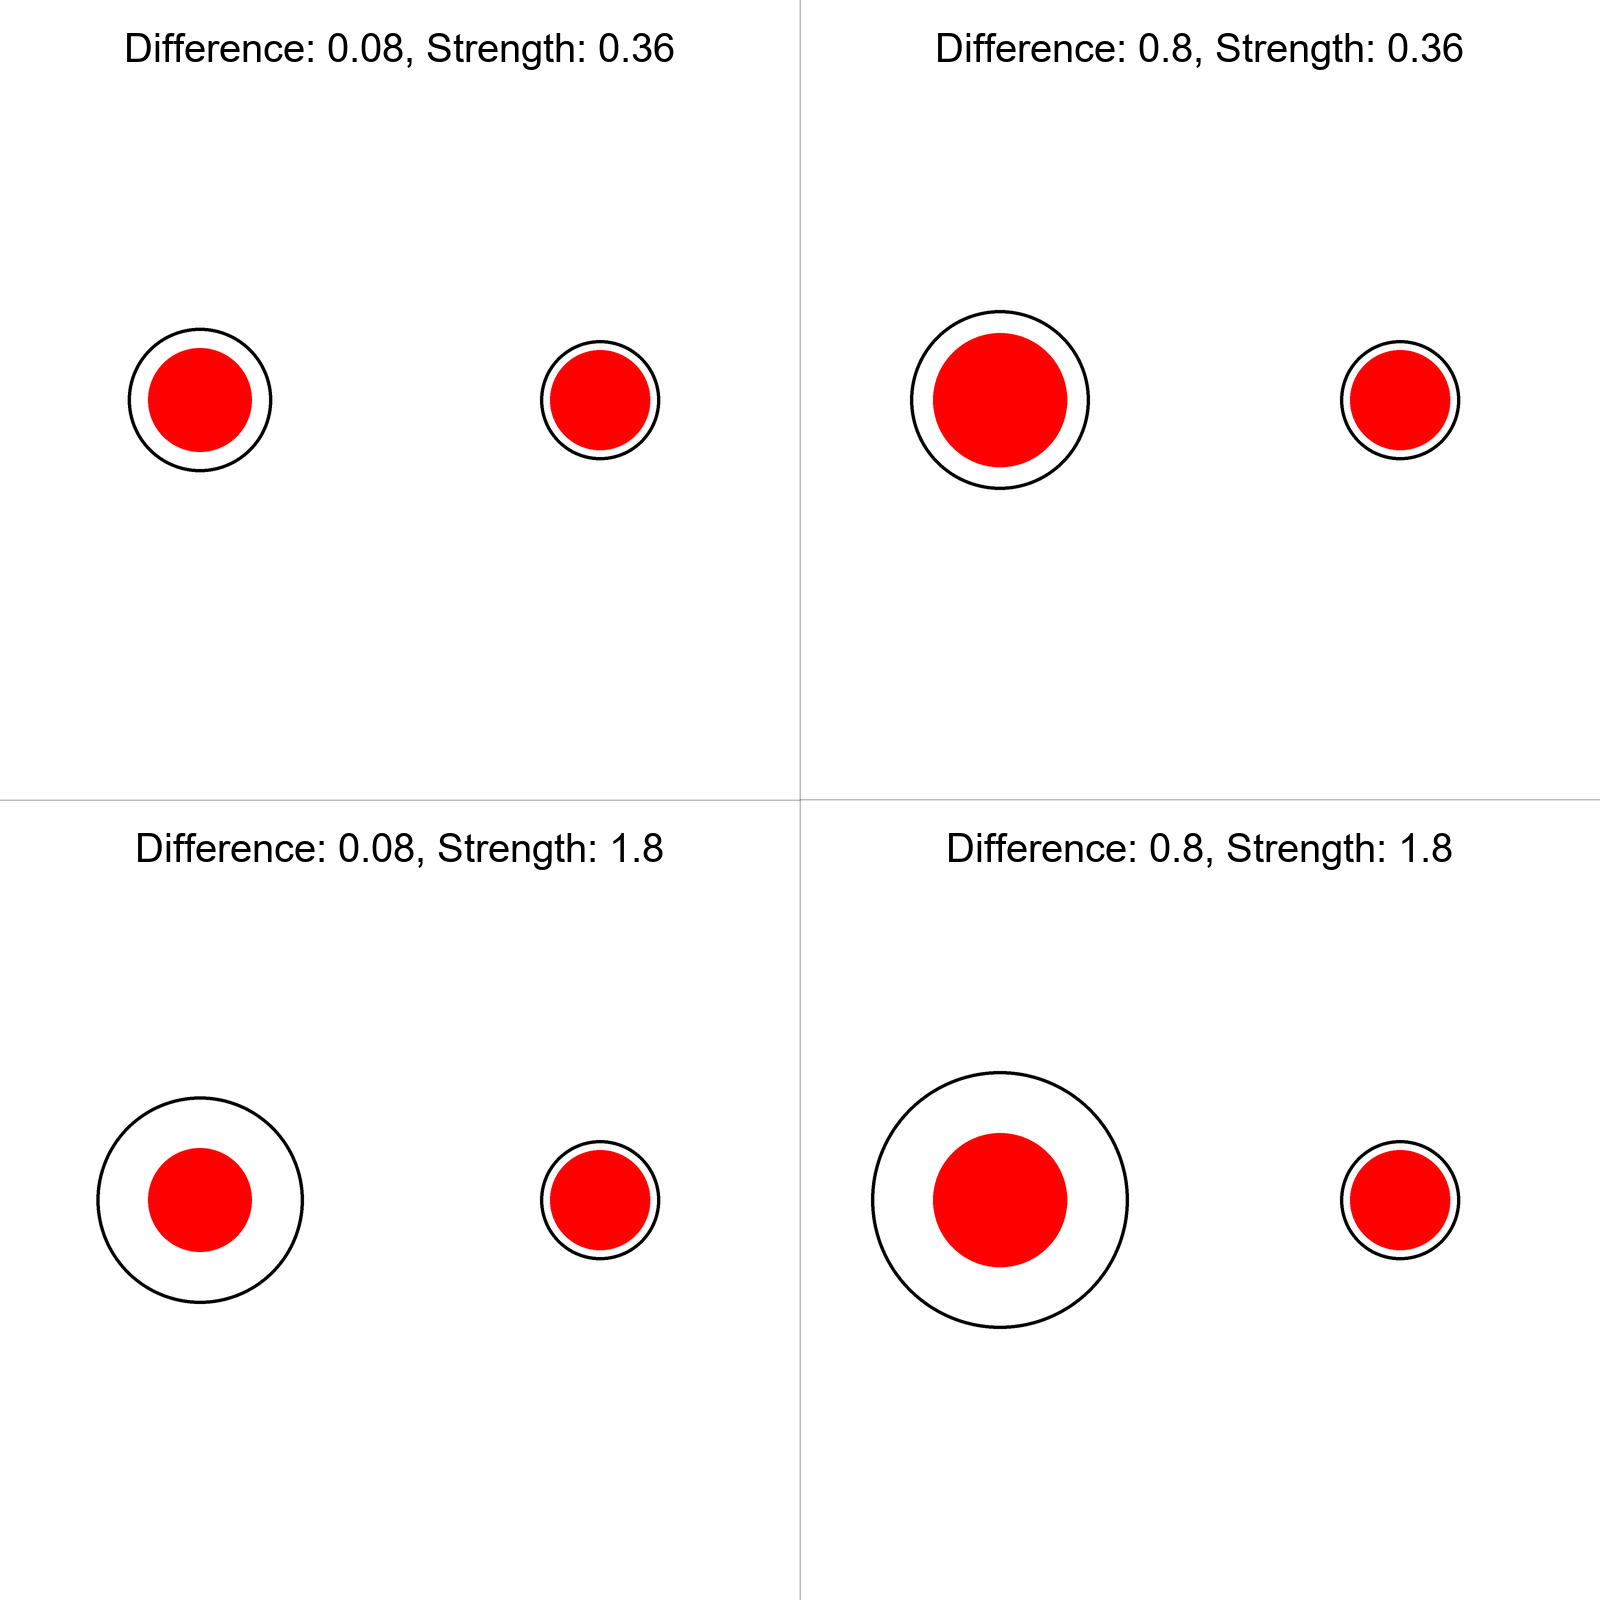 Difference: 0.08, Strength: 0.36
Difference: 0.8, Strength: 0.36
Difference: 0.08, Strength: 1.8
Difference: 0.8, Strength: 1.8